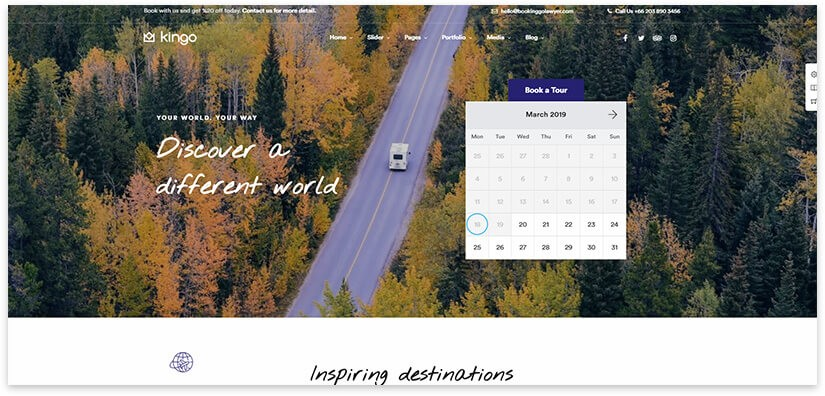 Book with us and get %20 off today. Contact us for more detail.
hello@bookinggolawyer.com
Call Us +66 203 890 3456
kingo
Home
Slider
Pages
Portfolio
Media
Blog
YOUR WORLD, YOUR WAY
Discover a
different world
Book a Tour
March 2019
Mon Tue Wed Thu Fri Sat Sun
25 26 27 28 1 2 3
4 5 6 7 8 9 10
11 12 13 14 15 16 17
18 19 20 21 22 23 24
25 26 27 28 29 30 31
Inspiring destinations